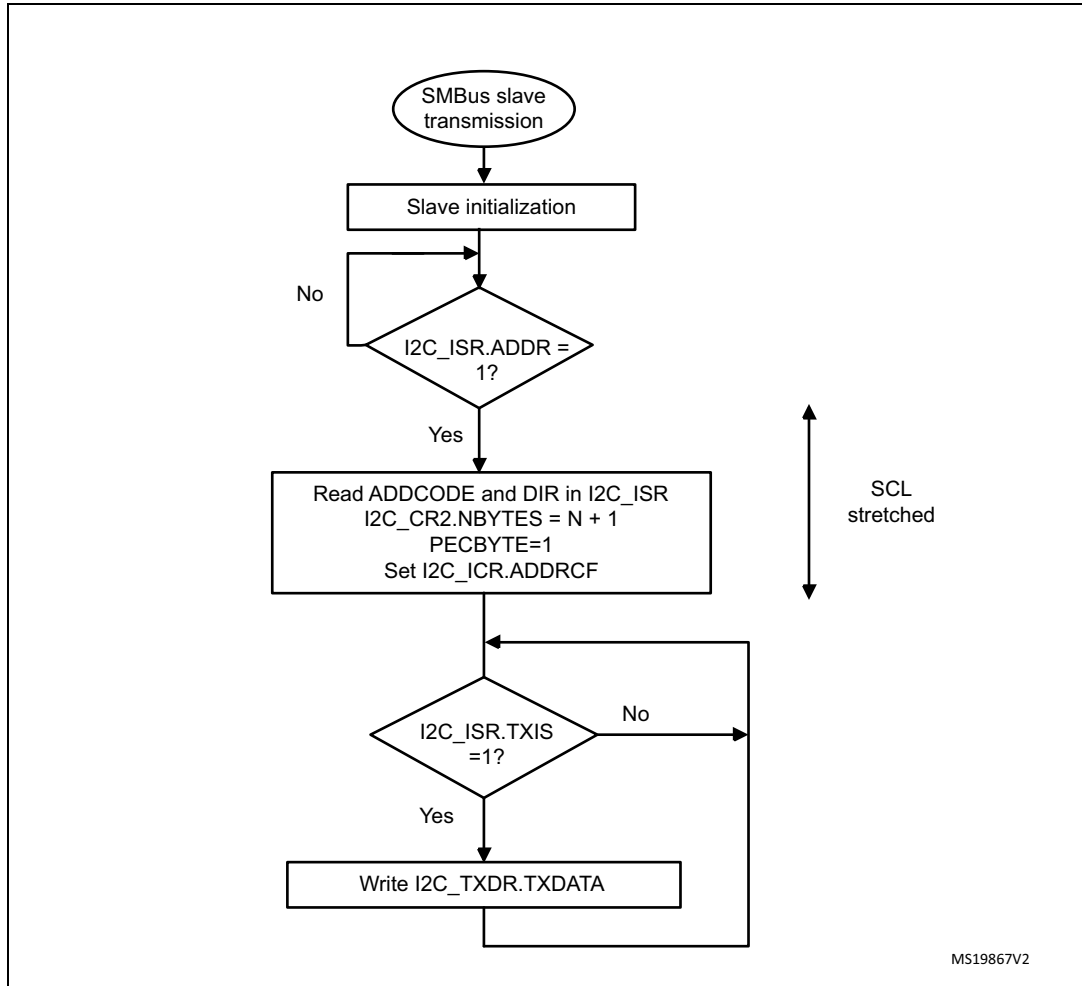 SMBus slave
transmission
Slave initialization
No
I2C_ISR.ADDR =
1?
Yes
Read ADDCODE and DIR in I2C_ISR
I2C_CR2.NBYTES = N + 1
PECBYTE=1
Set I2C_ICR.ADDRCF
SCL
stretched
I2C_ISR.TXIS
=1?
No
Yes
Write I2C_TXDR.TXDATA
MS19867V2